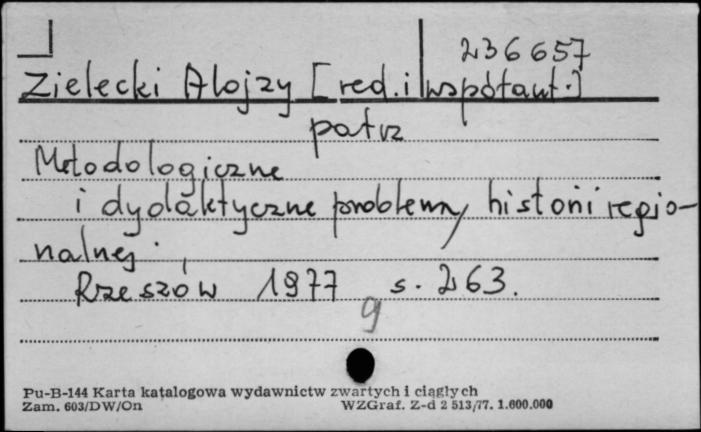 236657
Zielecki Alojzy [red. i współaut.]
patrz
Metodologiczne
i dydaktyczne problemy historii regio-
nalnej.
Rzeszów 1977 s. 263.
g
Pu-B-144 Karta katalogowa wydawnictw zwartych i ciągłych
Zam. 603/DW/On WZGraf. Z-d 2 513/77. 1.600.000